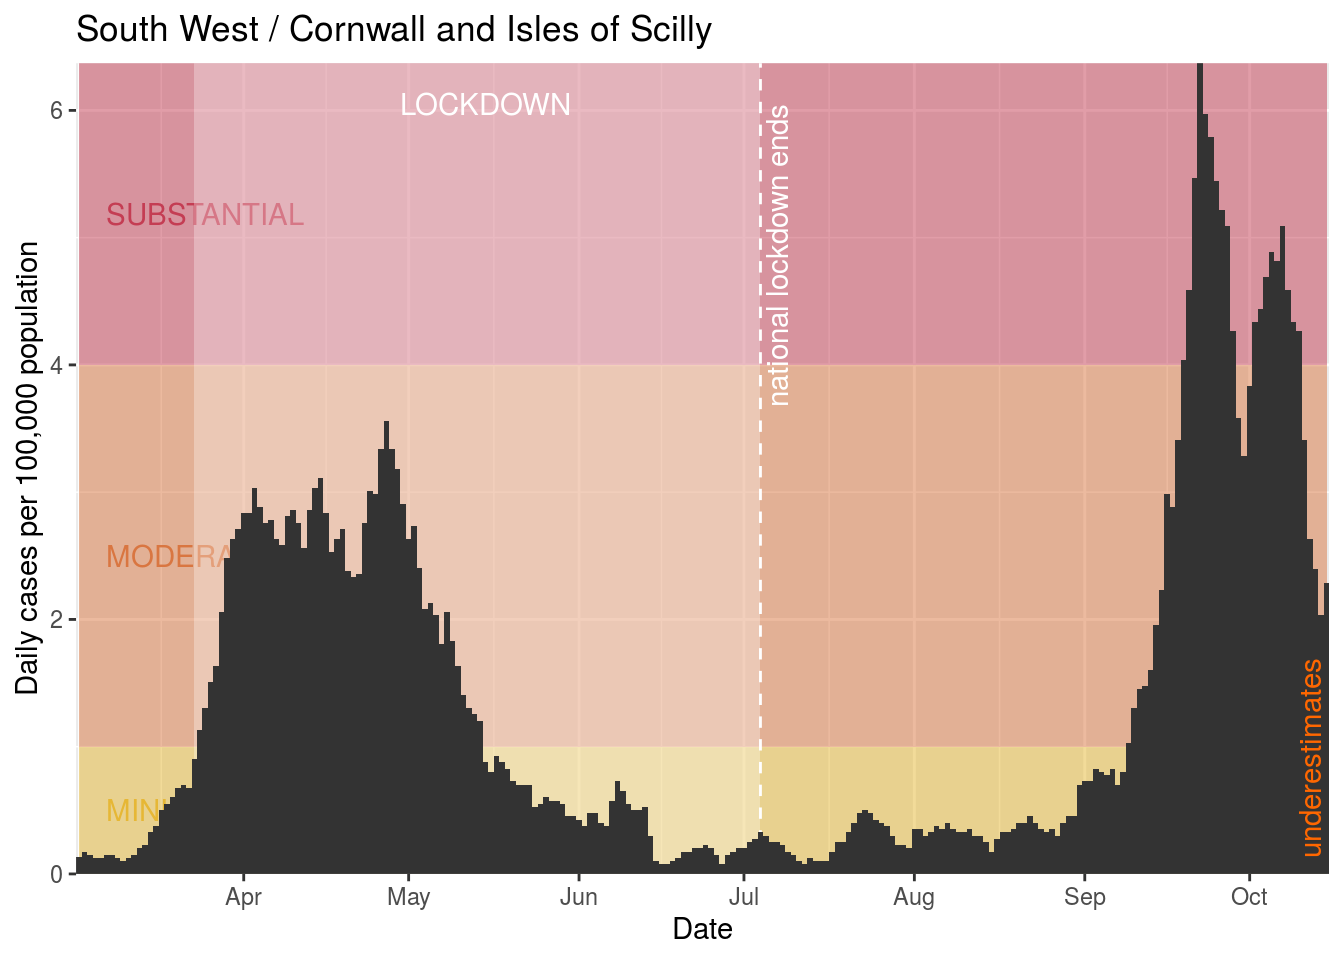 South West / Cornwall and Isles of Scilly
LOCKDOWN
national lockdown ends
SUBSTANTIAL
MODERA
MINI
underestimates
Daily cases per 100,000 population
6
4
2
0
Apr
May
Jun
Jul
Aug
Sep
Oct
Date